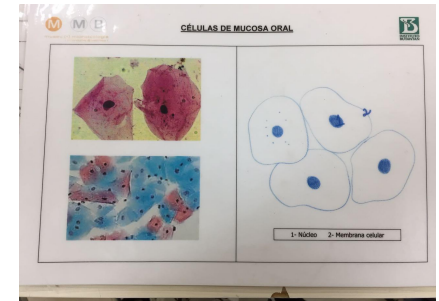 M M B
CÉLULAS DE MUCOSA ORAL
2
1- Núcleo 2- Membrana celular